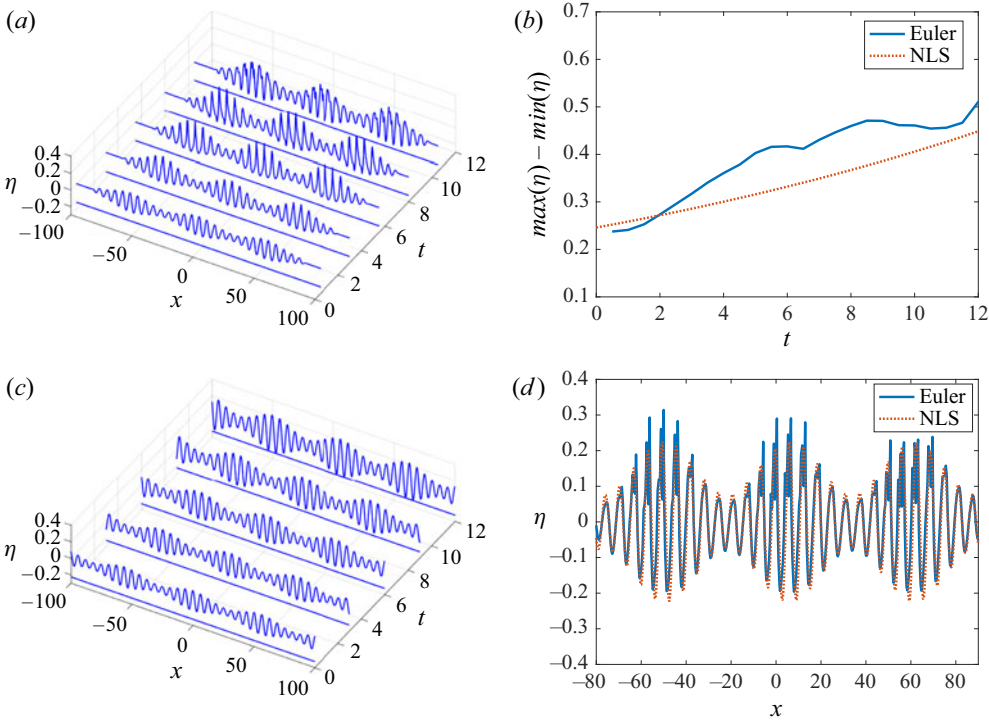 (a)
0.4
0.2
0
−0.2
η
−100
−50
0
50
100
x
0
2
4
6
8
10
12
t
(b)
0.7
0.6
0.5
0.4
0.3
0.2
0.1
max(η) − min(η)
Euler
NLS
0 2 4 6 8 10 12
t
(c)
0.4
0.2
0
−0.2
η
−100
−50
0
50
100
x
0
2
4
6
8
10
12
t
(d)
0.4
0.3
0.2
0.1
0
−0.1
−0.2
−0.3
−0.4
η
Euler
NLS
−80 −60 −40 −20 0 20 40 60 80
x